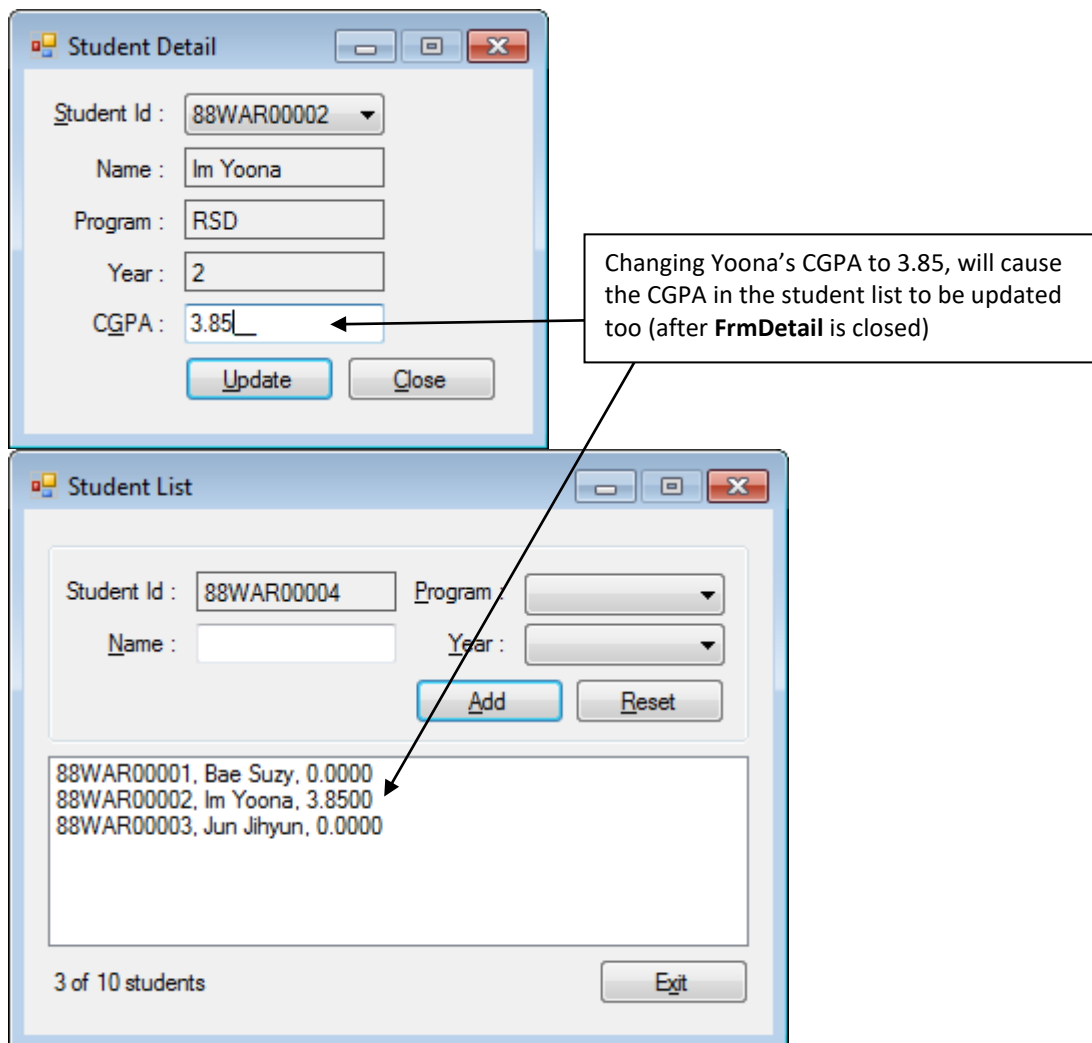 Student Detail
Student Id : 88WAR00002
Name : Im Yoona
Program : RSD
Year : 2
CGPA : 3.85__
Update Close
Changing Yoona’s CGPA to 3.85, will cause
the CGPA in the student list to be updated
too (after FrmDetail is closed)
Student List
Student Id : 88WAR00004 Program :
Name : Year :
Add Reset
88WAR00001, Bae Suzy, 0.0000
88WAR00002, Im Yoona, 3.8500
88WAR00003, Jun Jihyun, 0.0000
3 of 10 students Exit